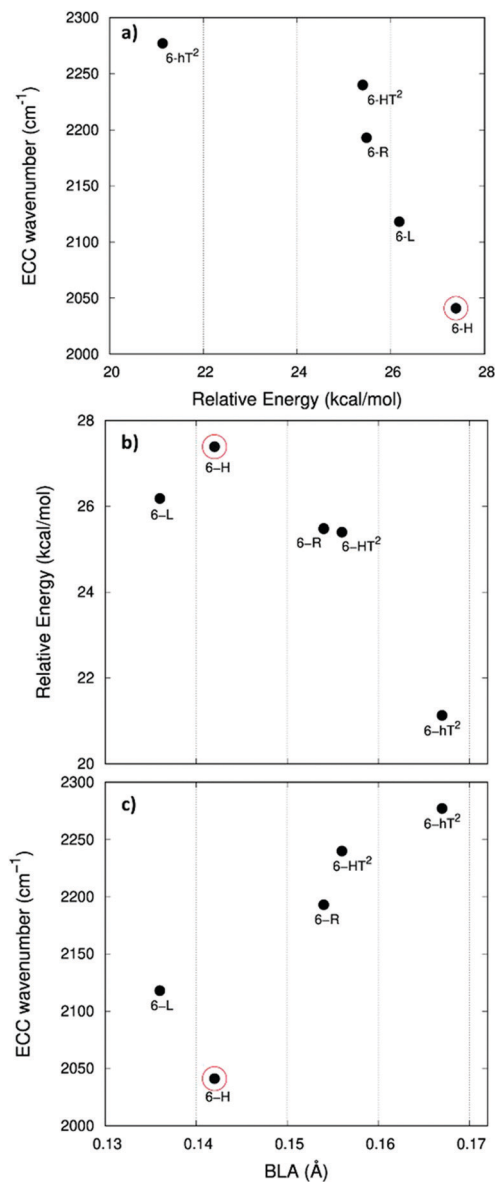 a)
2300
2250
2200
2150
2100
2050
2000
ECC wavenumber (cm⁻¹)
6-hT²
6-HT²
6-R
6-L
6-H
20 22 24 26 28
Relative Energy (kcal/mol)
b)
28
26
24
22
20
Relative Energy (kcal/mol)
6–H
6–L
6–R
6–HT²
6–hT²
c)
2300
2250
2200
2150
2100
2050
2000
ECC wavenumber (cm⁻¹)
6–hT²
6–HT²
6–R
6–L
6–H
0.13 0.14 0.15 0.16 0.17
BLA (Å)